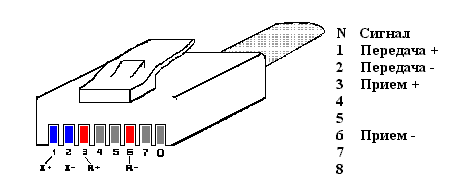 N Сигнал
1 Передача +
2 Передача -
3 Прием +
4
5
6 Прием -
7
8
1 2 3 4 5 6 7 8
X+ X- R+ R-